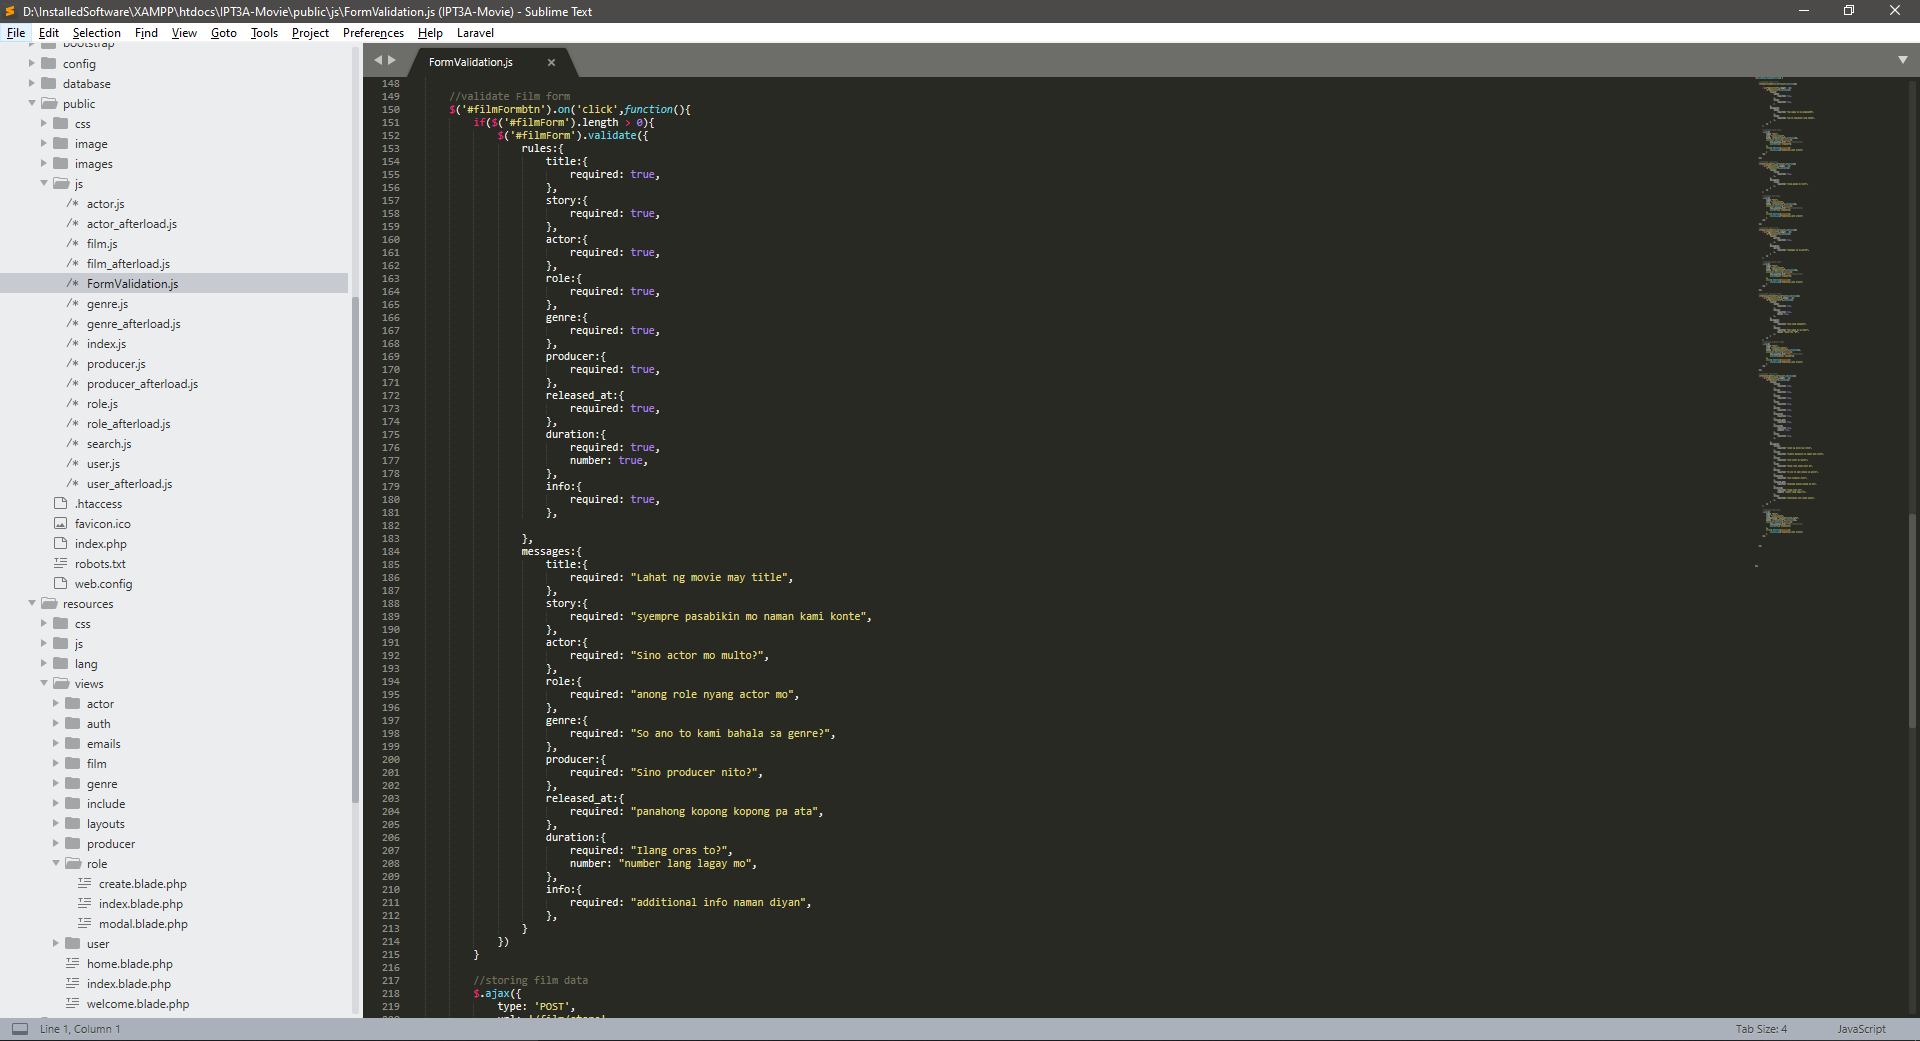 D:\InstalledSoftware\XAMPP\htdocs\IPT3A-Movie\public\js\FormValidation.js (IPT3A-Movie) - Sublime Text
File Edit Selection Find View Goto Tools Project Preferences Help Laravel
bootstrap
config
database
public
css
image
images
js
/* actor.js
/* actor_afterload.js
/* film.js
/* film_afterload.js
/* FormValidation.js
/* genre.js
/* genre_afterload.js
/* index.js
/* producer.js
/* producer_afterload.js
/* role.js
/* role_afterload.js
/* search.js
/* user.js
/* user_afterload.js
.htaccess
favicon.ico
index.php
robots.txt
web.config
resources
css
js
lang
views
actor
auth
emails
film
genre
include
layouts
producer
role
create.blade.php
index.blade.php
modal.blade.php
user
home.blade.php
index.blade.php
welcome.blade.php
FormValidation.js
148
149 //validate Film form
150 $('#filmFormbtn').on('click',function(){
151 if($('#filmForm').length > 0){
152 $('#filmForm').validate({
153 rules:{
154 title:{
155 required: true,
156 },
157 story:{
158 required: true,
159 },
160 actor:{
161 required: true,
162 },
163 role:{
164 required: true,
165 },
166 genre:{
167 required: true,
168 },
169 producer:{
170 required: true,
171 },
172 released_at:{
173 required: true,
174 },
175 duration:{
176 required: true,
177 number: true,
178 },
179 info:{
180 required: true,
181 },
182
183 },
184 messages:{
185 title:{
186 required: "Lahat ng movie may title",
187 },
188 story:{
189 required: "syempre pasabikin mo naman kami konte",
190 },
191 actor:{
192 required: "Sino actor mo multo?",
193 },
194 role:{
195 required: "anong role nyang actor mo",
196 },
197 genre:{
198 required: "So ano to kami bahala sa genre?",
199 },
200 producer:{
201 required: "Sino producer nito?",
202 },
203 released_at:{
204 required: "panahong kopong kopong pa ata",
205 },
206 duration:{
207 required: "Ilang oras to?",
208 number: "number lang lagay mo",
209 },
210 info:{
211 required: "additional info naman diyan",
212 },
213 }
214 })
215 }
216
217 //storing film data
218 $.ajax({
219 type: 'POST',
Line 1, Column 1
Tab Size: 4
JavaScript